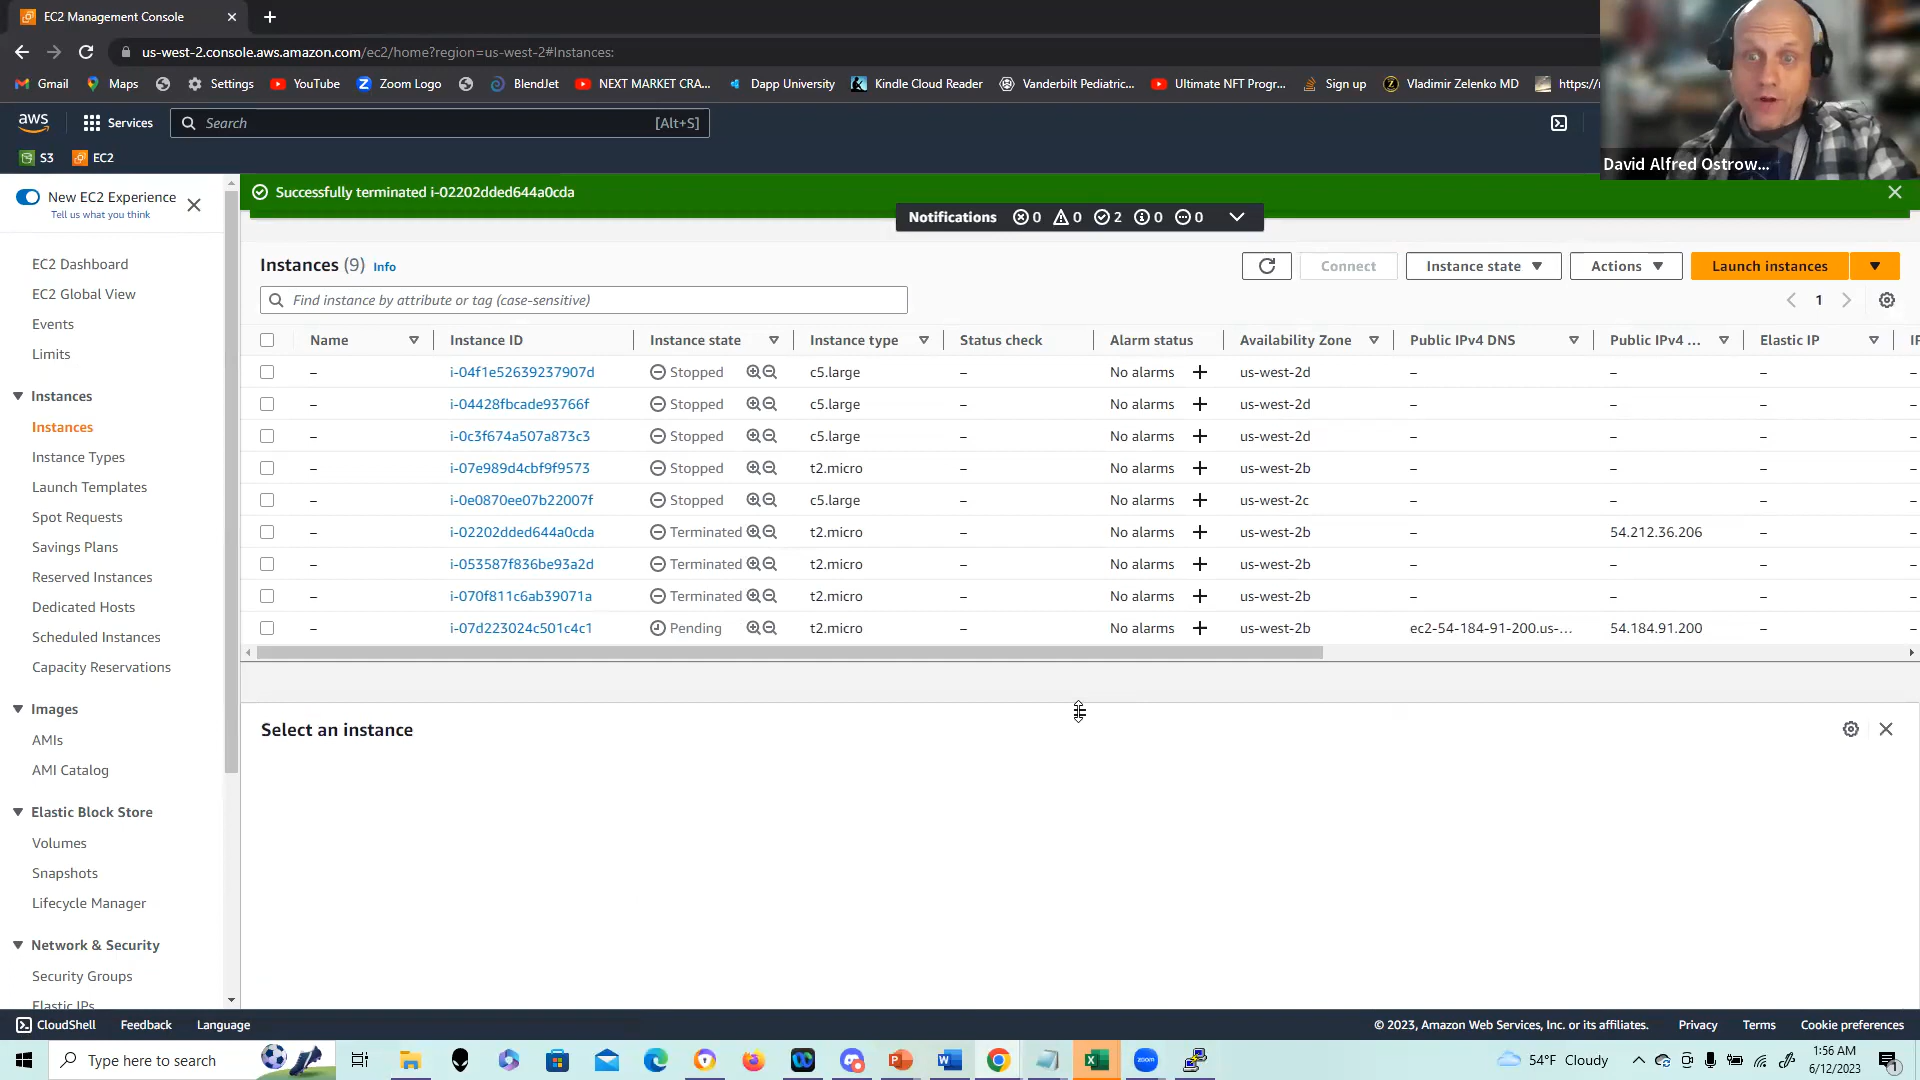 EC2 Management Console
us-west-2.console.aws.amazon.com/ec2/home?region=us-west-2#Instances:
Gmail Maps Settings YouTube Zoom Logo BlendJet NEXT MARKET CRA... Dapp University Kindle Cloud Reader Vanderbilt Pediatric... Ultimate NFT Progr... Sign up Vladimir Zelenko MD
aws Services Search [Alt+S]
S3 EC2
David Alfred Ostrow...
New EC2 Experience
Tell us what you think
EC2 Dashboard
EC2 Global View
Events
Limits
Instances
Instances
Instance Types
Launch Templates
Spot Requests
Savings Plans
Reserved Instances
Dedicated Hosts
Scheduled Instances
Capacity Reservations
Images
AMIs
AMI Catalog
Elastic Block Store
Volumes
Snapshots
Lifecycle Manager
Network & Security
Security Groups
Elastic IPs
Successfully terminated i-02202dded644a0cda
Notifications 0 0 2 0 0
Instances (9) Info
Connect Instance state Actions Launch instances
Find instance by attribute or tag (case-sensitive)
1
Name Instance ID Instance state Instance type Status check Alarm status Availability Zone Public IPv4 DNS Public IPv4 ... Elastic IP IP
– i-04f1e52639237907d Stopped c5.large – No alarms + us-west-2d – – – –
– i-04428fbcade93766f Stopped c5.large – No alarms + us-west-2d – – – –
– i-0c3f674a507a873c3 Stopped c5.large – No alarms + us-west-2d – – – –
– i-07e989d4cbf9f9573 Stopped t2.micro – No alarms + us-west-2b – – – –
– i-0e0870ee07b22007f Stopped c5.large – No alarms + us-west-2c – – – –
– i-02202dded644a0cda Terminated t2.micro – No alarms + us-west-2b – 54.212.36.206 – –
– i-053587f836be93a2d Terminated t2.micro – No alarms + us-west-2b – – – –
– i-070f811c6ab39071a Terminated t2.micro – No alarms + us-west-2b – – – –
– i-07d223024c501c4c1 Pending t2.micro – No alarms + us-west-2b ec2-54-184-91-200.us-... 54.184.91.200 – –
Select an instance
CloudShell Feedback Language
© 2023, Amazon Web Services, Inc. or its affiliates. Privacy Terms Cookie preferences
Type here to search
zoom
54°F Cloudy
1:56 AM
6/12/2023
1